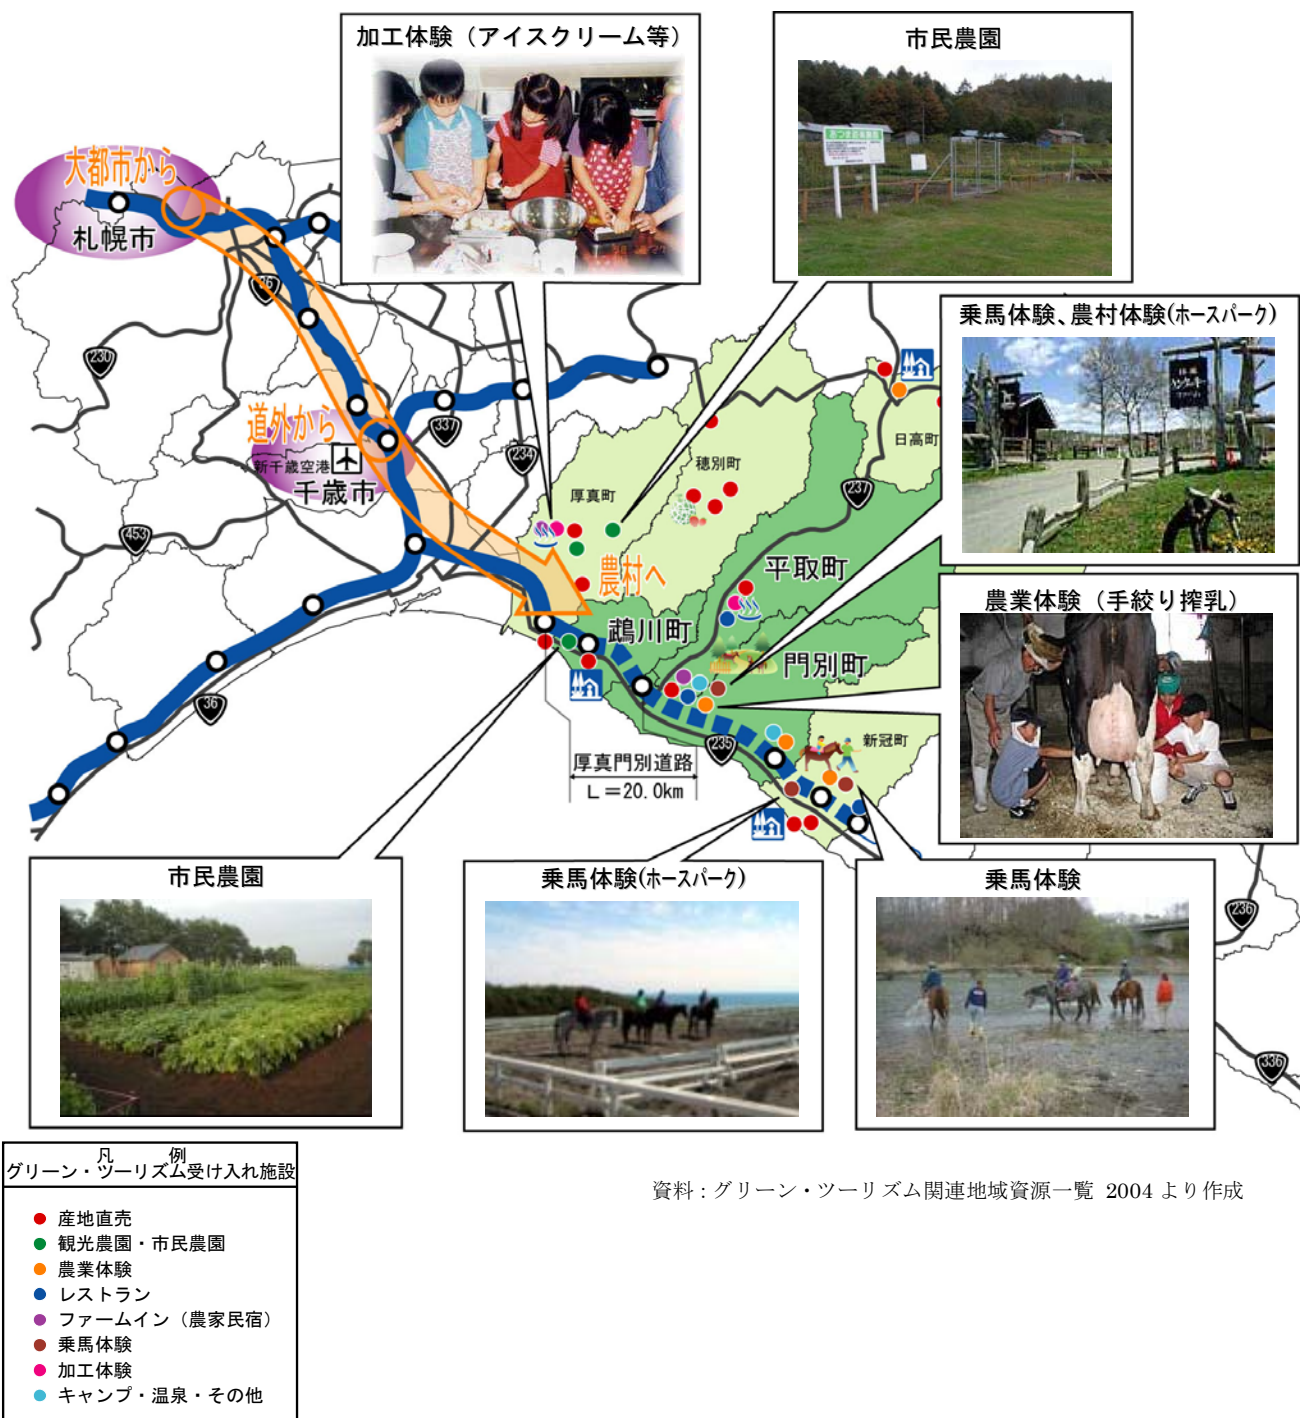 加工体験（アイスクリーム等）
市民農園
大都市から
札幌市
36
230
乗馬体験、農村体験(ホースパーク)
道外から
新千歳空港
千歳市
337
234
453
日高町
穂別町
237
厚真町
農村へ
平取町
農業体験（手絞り搾乳）
鵡川町
門別町
36
235
新冠町
厚真門別道路
L＝20.0km
市民農園
乗馬体験(ホースパーク)
乗馬体験
236
336
凡　例
グリーン・ツーリズム受け入れ施設
産地直売
観光農園・市民農園
農業体験
レストラン
ファームイン（農家民宿）
乗馬体験
加工体験
キャンプ・温泉・その他
資料：グリーン・ツーリズム関連地域資源一覧 2004 より作成